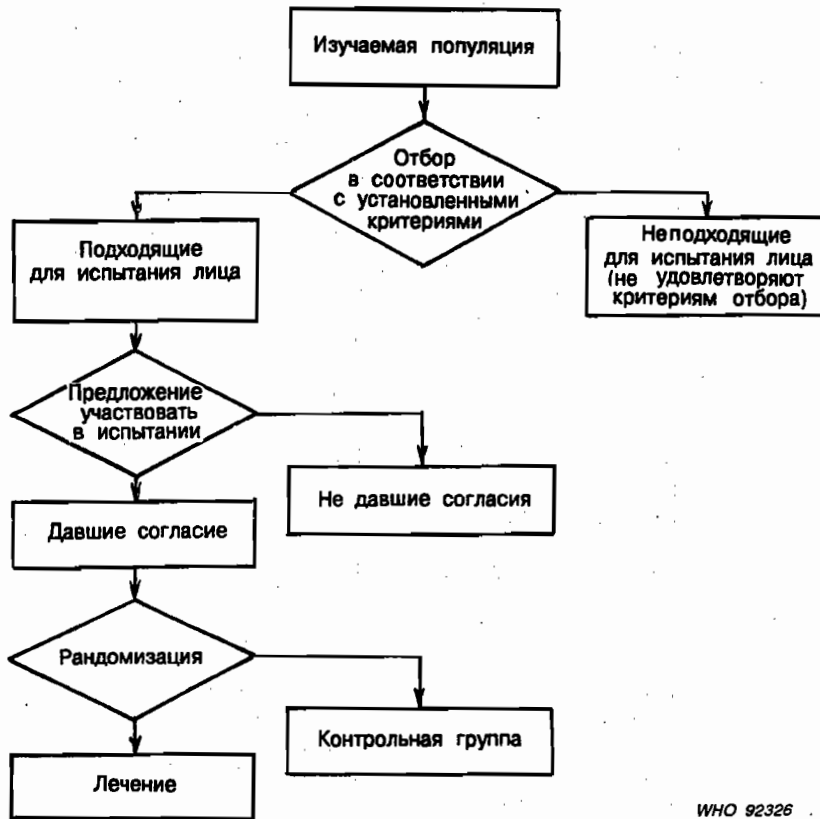 Изучаемая популяция
Отбор
в соответствии
с установленными
критериями
Подходящие
для испытания лица
Неподходящие
для испытания лица
(не удовлетворяют
критериям отбора)
Предложение
участвовать
в испытании
Не давшие согласия
Давшие согласие
Рандомизация
Контрольная группа
Лечение
WHO 92326